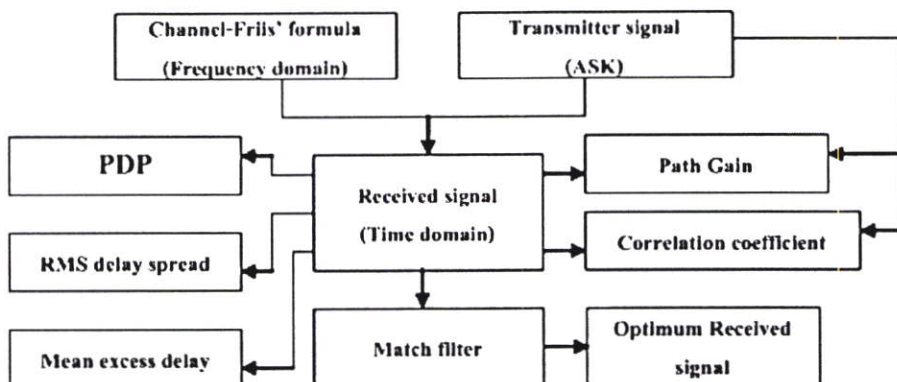 Channel-Friis' formula
(Frequency domain)
Transmitter signal
(ASK)
PDP
Received signal
(Time domain)
Path Gain
RMS delay spread
Correlation coefficient
Mean excess delay
Match filter
Optimum Received
signal